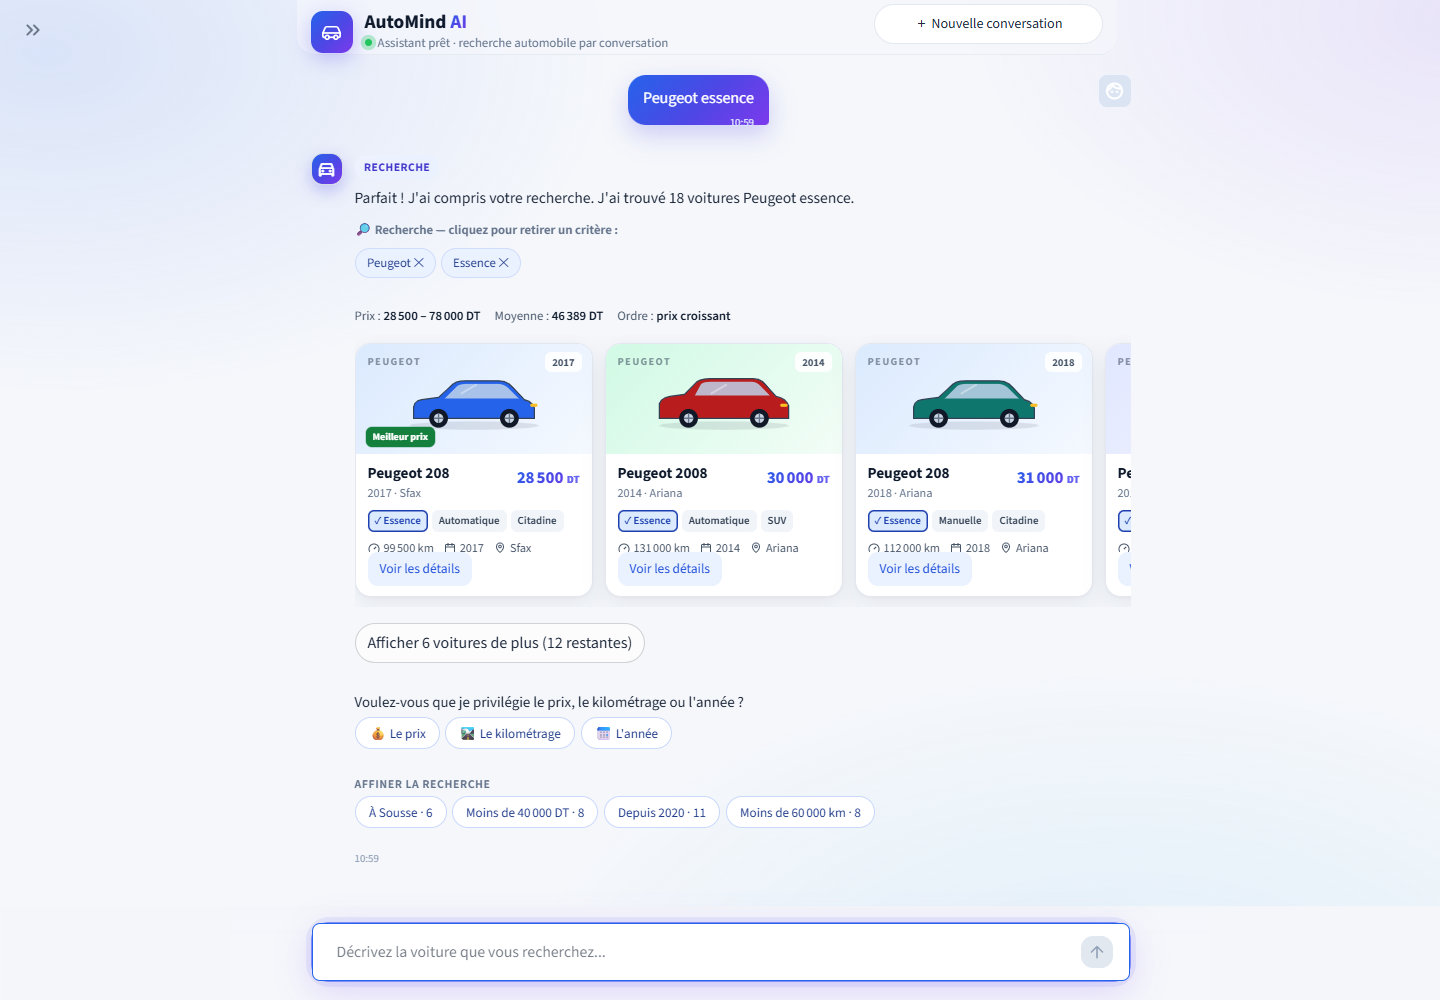 AutoMind AI
Assistant prêt · recherche automobile par conversation
+ Nouvelle conversation
Peugeot essence
10:59
RECHERCHE
Parfait ! J'ai compris votre recherche. J'ai trouvé 18 voitures Peugeot essence.
Recherche — cliquez pour retirer un critère :
Peugeot ✕ Essence ✕
Prix : 28 500 – 78 000 DT Moyenne : 46 389 DT Ordre : prix croissant
PEUGEOT 2017
Meilleur prix
Peugeot 208 28 500 DT
2017 · Sfax
✓ Essence Automatique Citadine
99 500 km 2017 Sfax
Voir les détails
PEUGEOT 2014
Peugeot 2008 30 000 DT
2014 · Ariana
✓ Essence Automatique SUV
131 000 km 2014 Ariana
Voir les détails
PEUGEOT 2018
Peugeot 208 31 000 DT
2018 · Ariana
✓ Essence Manuelle Citadine
112 000 km 2018 Ariana
Voir les détails
Afficher 6 voitures de plus (12 restantes)
Voulez-vous que je privilégie le prix, le kilométrage ou l'année ?
Le prix Le kilométrage L'année
AFFINER LA RECHERCHE
À Sousse · 6 Moins de 40 000 DT · 8 Depuis 2020 · 11 Moins de 60 000 km · 8
10:59
Décrivez la voiture que vous recherchez...